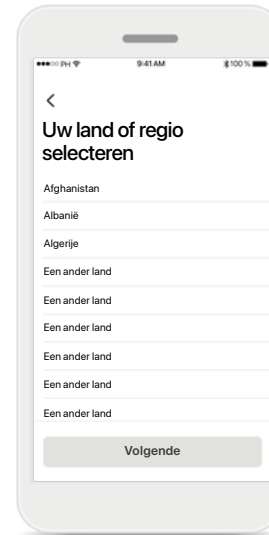 ●●●○○ PH 9:41 AM 100 %
Uw land of regio
selecteren
Afghanistan
Albanië
Algerije
Een ander land
Een ander land
Een ander land
Een ander land
Een ander land
Een ander land
Volgende